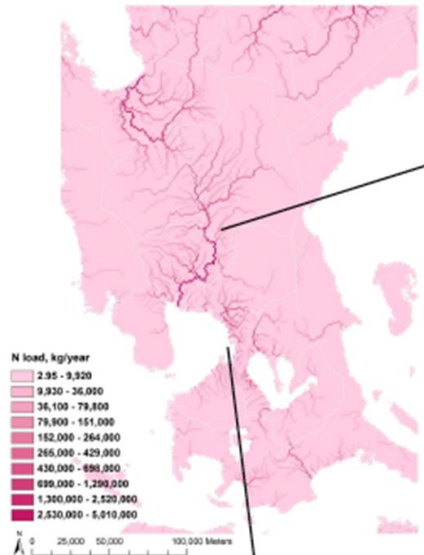 N load, kg/year
2.95 - 9,920
9,930 - 36,000
36,100 - 79,800
79,900 - 151,000
152,000 - 264,000
265,000 - 429,000
430,000 - 698,000
699,000 - 1,290,000
1,300,000 - 2,520,000
2,530,000 - 5,010,000
N
0 25,000 50,000 100,000 Meters